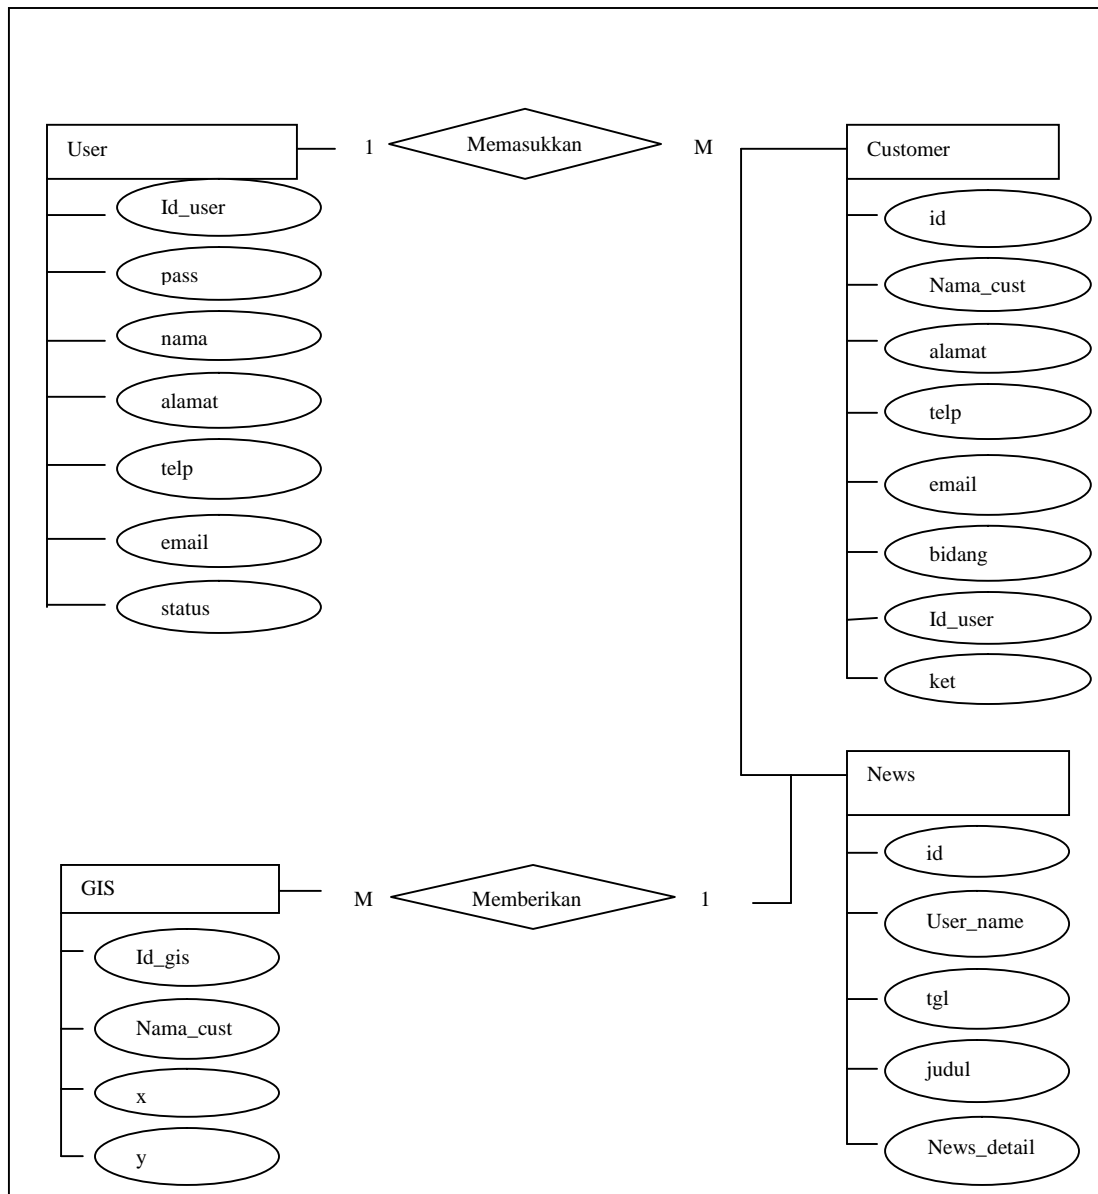 User
1
Memasukkan
M
Customer
Id_user
pass
nama
alamat
telp
email
status
id
Nama_cust
alamat
telp
email
bidang
Id_user
ket
GIS
M
Memberikan
1
News
Id_gis
Nama_cust
x
y
id
User_name
tgl
judul
News_detail